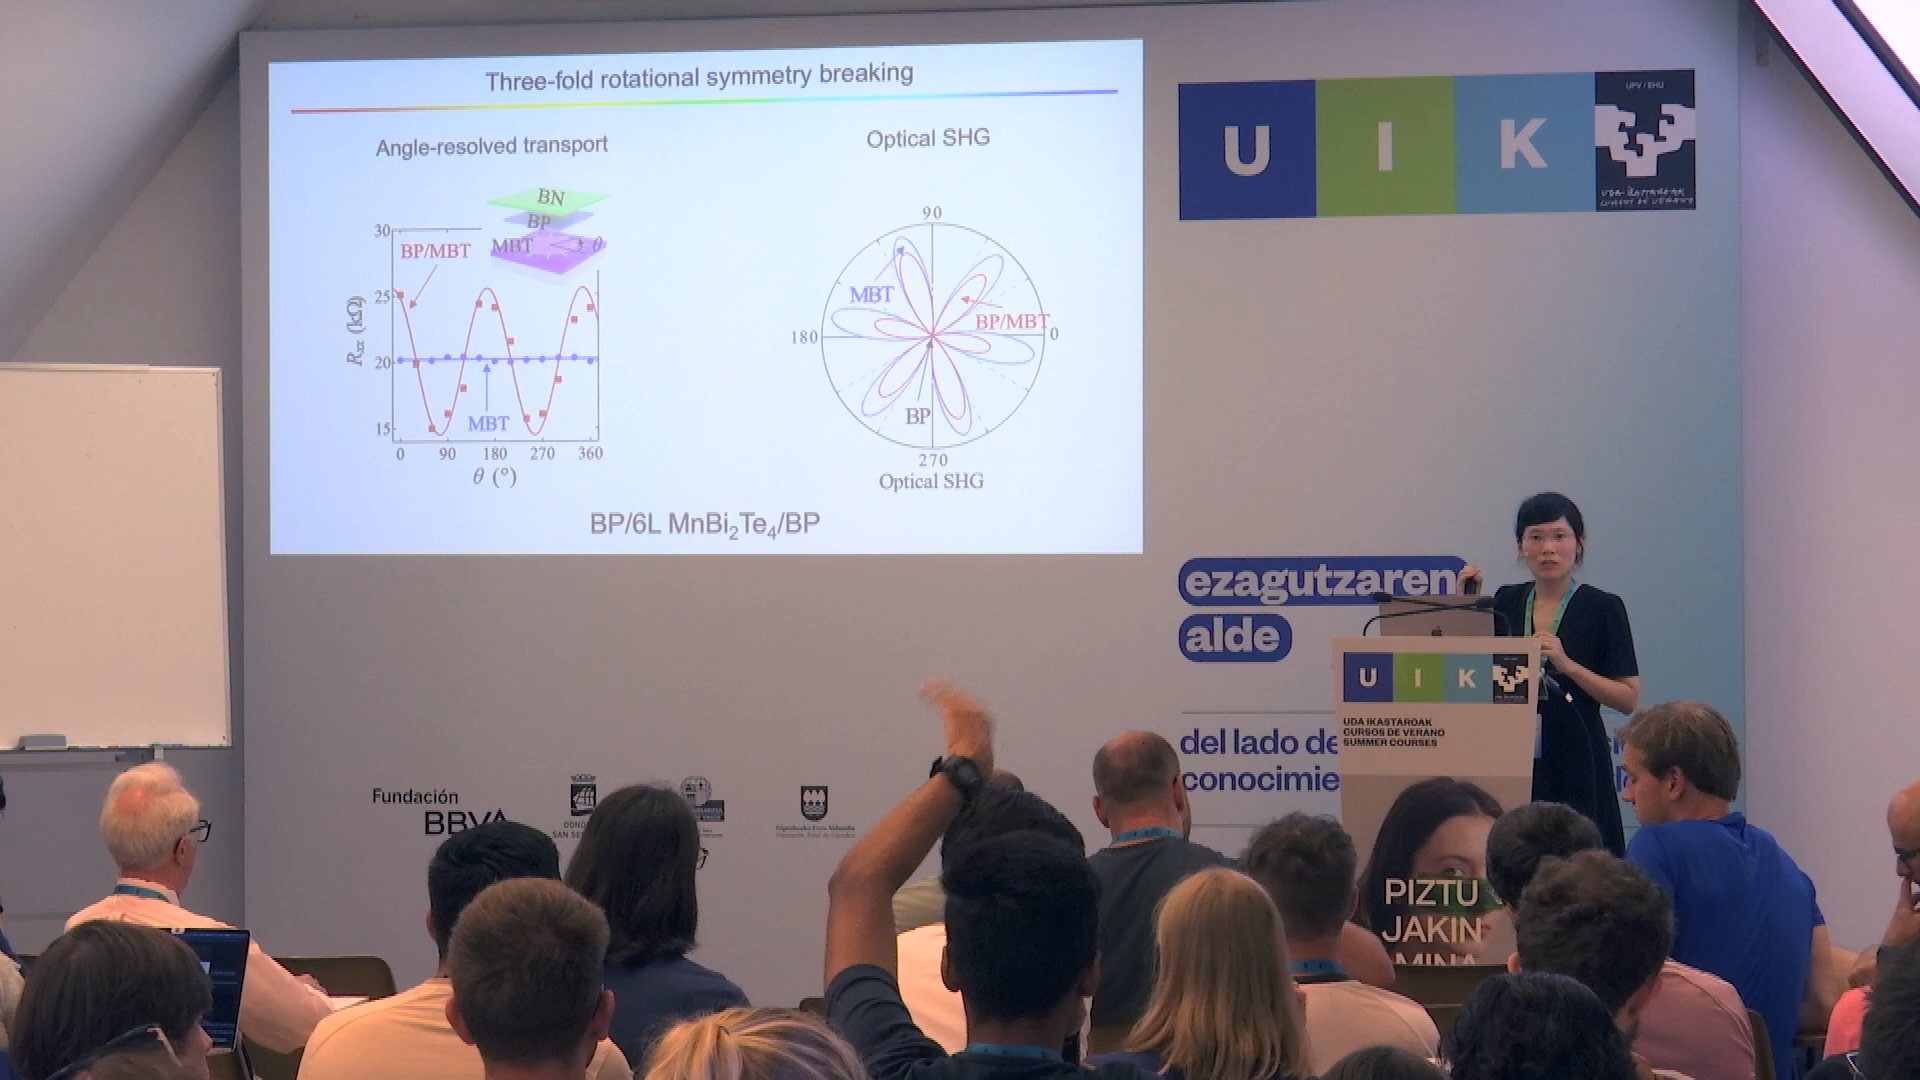 Three-fold rotational symmetry breaking
Angle-resolved transport
Optical SHG
BN
BP
MBT
θ
BP/MBT
MBT
30
25
20
15
Rxx (kΩ)
0 90 180 270 360
θ (°)
90
180
0
270
MBT
BP/MBT
BP
Optical SHG
BP/6L MnBi₂Te₄/BP
U I K
UPV / EHU
UDA IKASTAROAK
CURSOS DE VERANO
ezagutzaren
alde
del lado de
conocimie
U I K
UDA IKASTAROAK
CURSOS DE VERANO
SUMMER COURSES
PIZTU
JAKIN
Fundación
BBVA